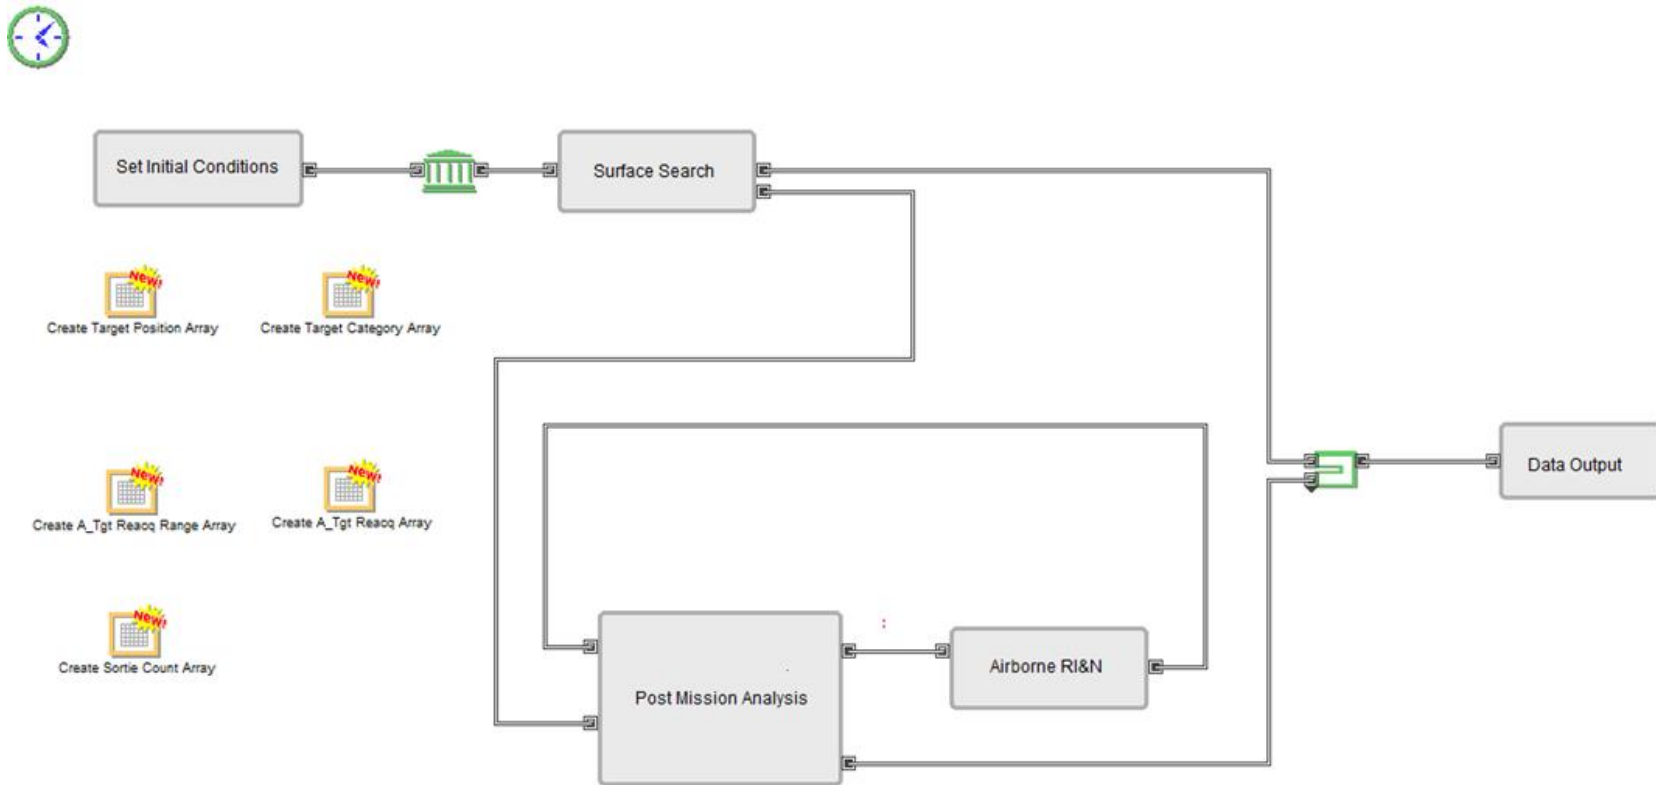 Set Initial Conditions
Surface Search
New!
New!
Create Target Position Array
Create Target Category Array
New!
New!
Create A_Tgt Reacq Range Array
Create A_Tgt Reacq Array
Data Output
New!
Create Sortie Count Array
:
Post Mission Analysis
Airborne RI&N